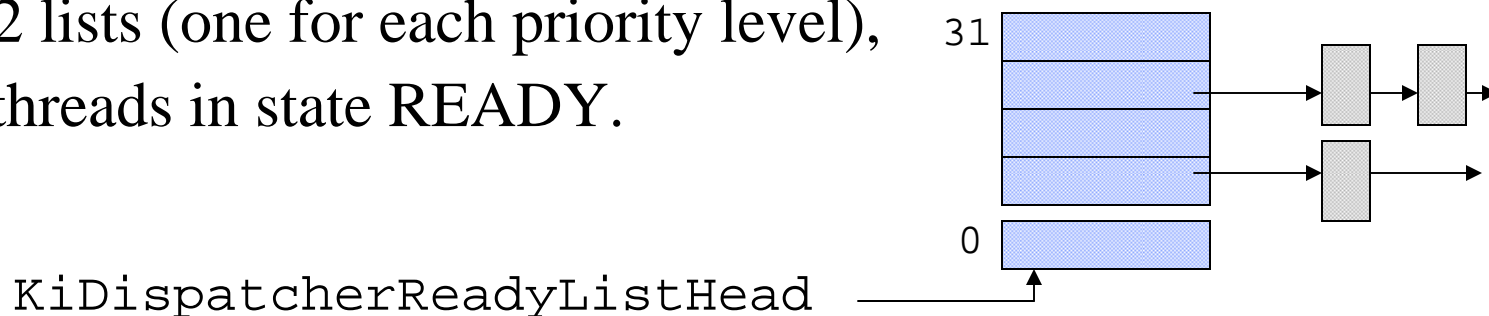 2 lists (one for each priority level),
threads in state READY.
31
0
KiDispatcherReadyListHead